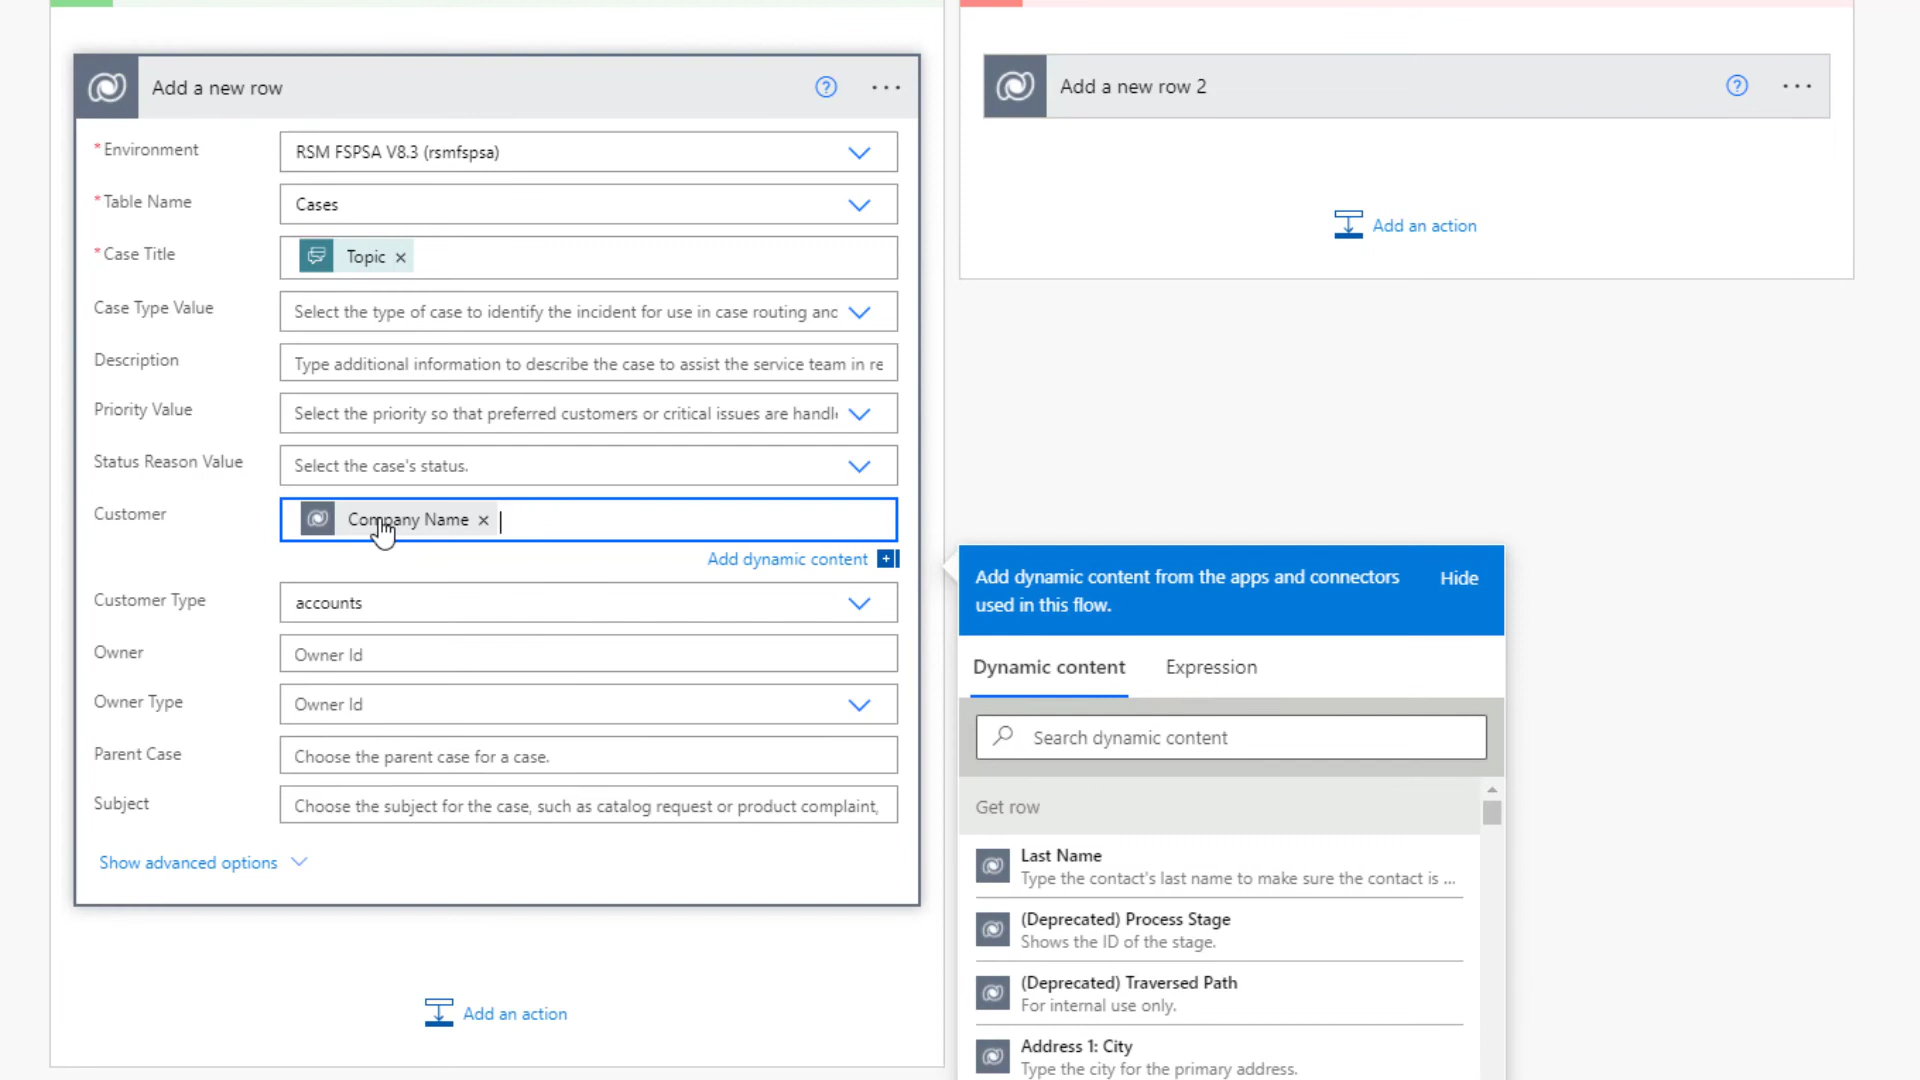 Add a new row
* Environment
RSM FSPSA V8.3 (rsmfspsa)
* Table Name
Cases
* Case Title
Topic ×
Case Type Value
Select the type of case to identify the incident for use in case routing and
Description
Type additional information to describe the case to assist the service team in re
Priority Value
Select the priority so that preferred customers or critical issues are handl
Status Reason Value
Select the case's status.
Customer
Company Name ×
Add dynamic content
Customer Type
accounts
Owner
Owner Id
Owner Type
Owner Id
Parent Case
Choose the parent case for a case.
Subject
Choose the subject for the case, such as catalog request or product complaint,
Show advanced options
Add an action
Add a new row 2
Add an action
Add dynamic content from the apps and connectors
used in this flow.
Hide
Dynamic content
Expression
Search dynamic content
Get row
Last Name
Type the contact's last name to make sure the contact is ...
(Deprecated) Process Stage
Shows the ID of the stage.
(Deprecated) Traversed Path
For internal use only.
Address 1: City
Type the city for the primary address.